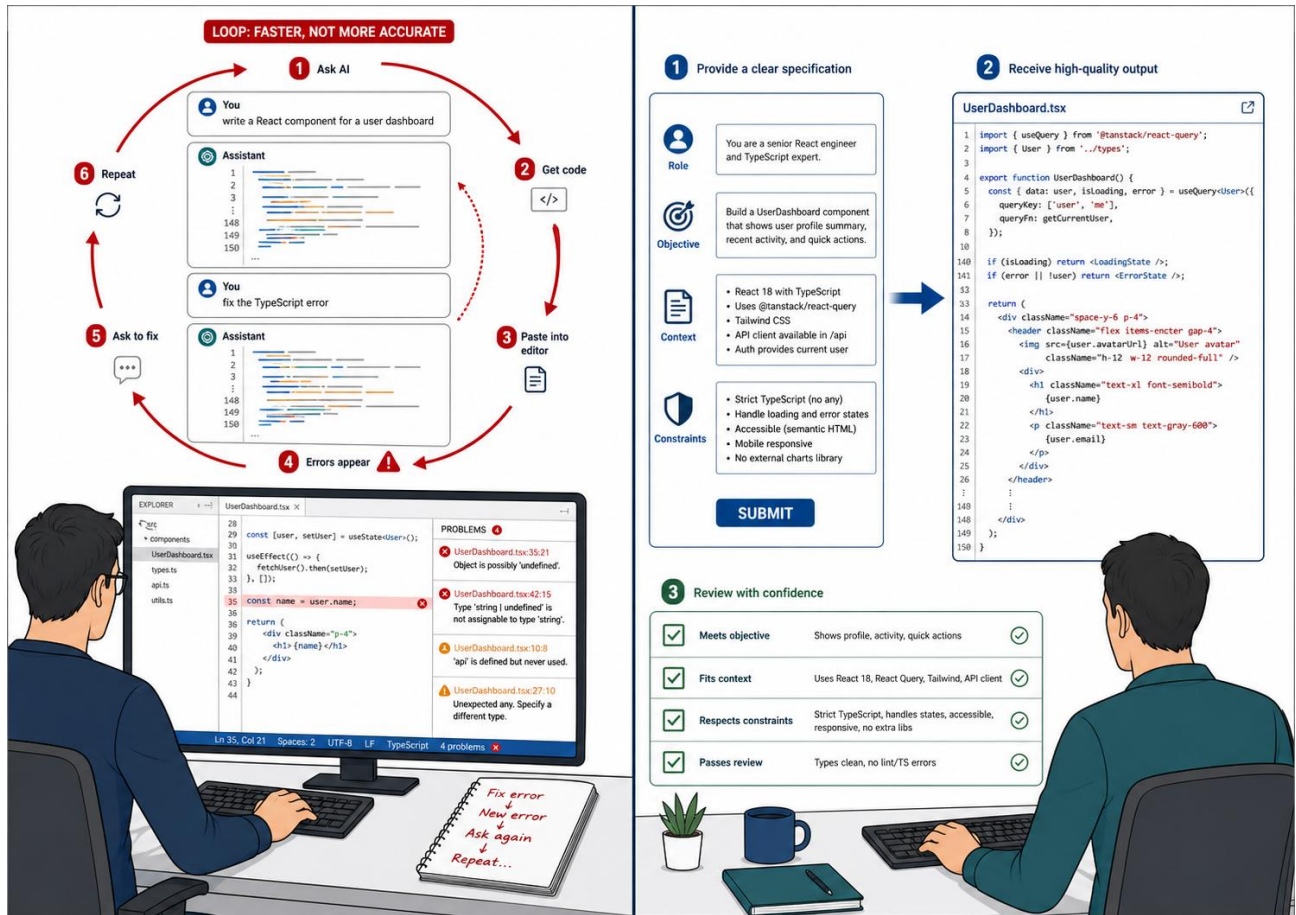 LOOP: FASTER, NOT MORE ACCURATE
1 Ask AI
You
write a React component for a user dashboard
Assistant
1
2
3
⋮
148
149
150
...
You
fix the TypeScript error
Assistant
1
2
3
⋮
148
149
150
...
2 Get code
</>
3 Paste into
editor
4 Errors appear
5 Ask to fix
6 Repeat
EXPLORER
src
components
UserDashboard.tsx
types.ts
api.ts
utils.ts
UserDashboard.tsx ×
28
29 const [user, setUser] = useState<User>();
30
31 useEffect(() => {
32 fetchUser().then(setUser);
33 }, []);
33
35 const name = user.name;
36
36 return (
39 <div className="p-4">
40 <h1> {name} </h1>
41 </div>
42 );
43 }
44
PROBLEMS 4
UserDashboard.tsx:35:21
Object is possibly 'undefined'.
UserDashboard.tsx:42:15
Type 'string | undefined' is
not assignable to type 'string'.
UserDashboard.tsx:10:8
'api' is defined but never used.
UserDashboard.tsx:27:10
Unexpected any. Specify a
different type.
Ln 35, Col 21 Spaces: 2 UTF-8 LF TypeScript 4 problems
Fix error
↓
New error
↓
Ask again
↓
Repeat...
1 Provide a clear specification
Role
You are a senior React engineer
and TypeScript expert.
Objective
Build a UserDashboard component
that shows user profile summary,
recent activity, and quick actions.
Context
• React 18 with TypeScript
• Uses @tanstack/react-query
• Tailwind CSS
• API client available in /api
• Auth provides current user
Constraints
• Strict TypeScript (no any)
• Handle loading and error states
• Accessible (semantic HTML)
• Mobile responsive
• No external charts library
SUBMIT
2 Receive high-quality output
UserDashboard.tsx
1 import { useQuery } from '@tanstack/react-query';
2 import { User } from '../types';
3
4 export function UserDashboard() {
5 const { data: user, isLoading, error } = useQuery<User>({
6 queryKey: ['user', 'me'],
7 queryFn: getCurrentUser,
8 });
10
140 if (isLoading) return <LoadingState />;
141 if (error || !user) return <ErrorState />;
13
33 return (
14 <div className="space-y-6 p-4">
15 <header className="flex items-encter gap-4">
16 <img src={user.avatarUrl} alt="User avatar"
17 className="h-12 w-12 rounded-full" />
18 <div>
19 <h1 className="text-xl font-semibold">
20 {user.name}
21 </h1>
22 <p className="text-sm text-gray-600">
23 {user.email}
24 </p>
25 </div>
26 </header>
⋮ ⋮
⋮ ⋮
148 </div>
149 );
150 }
3 Review with confidence
Meets objective Shows profile, activity, quick actions
Fits context Uses React 18, React Query, Tailwind, API client
Respects constraints Strict TypeScript, handles states, accessible,
responsive, no extra libs
Passes review Types clean, no lint/TS errors